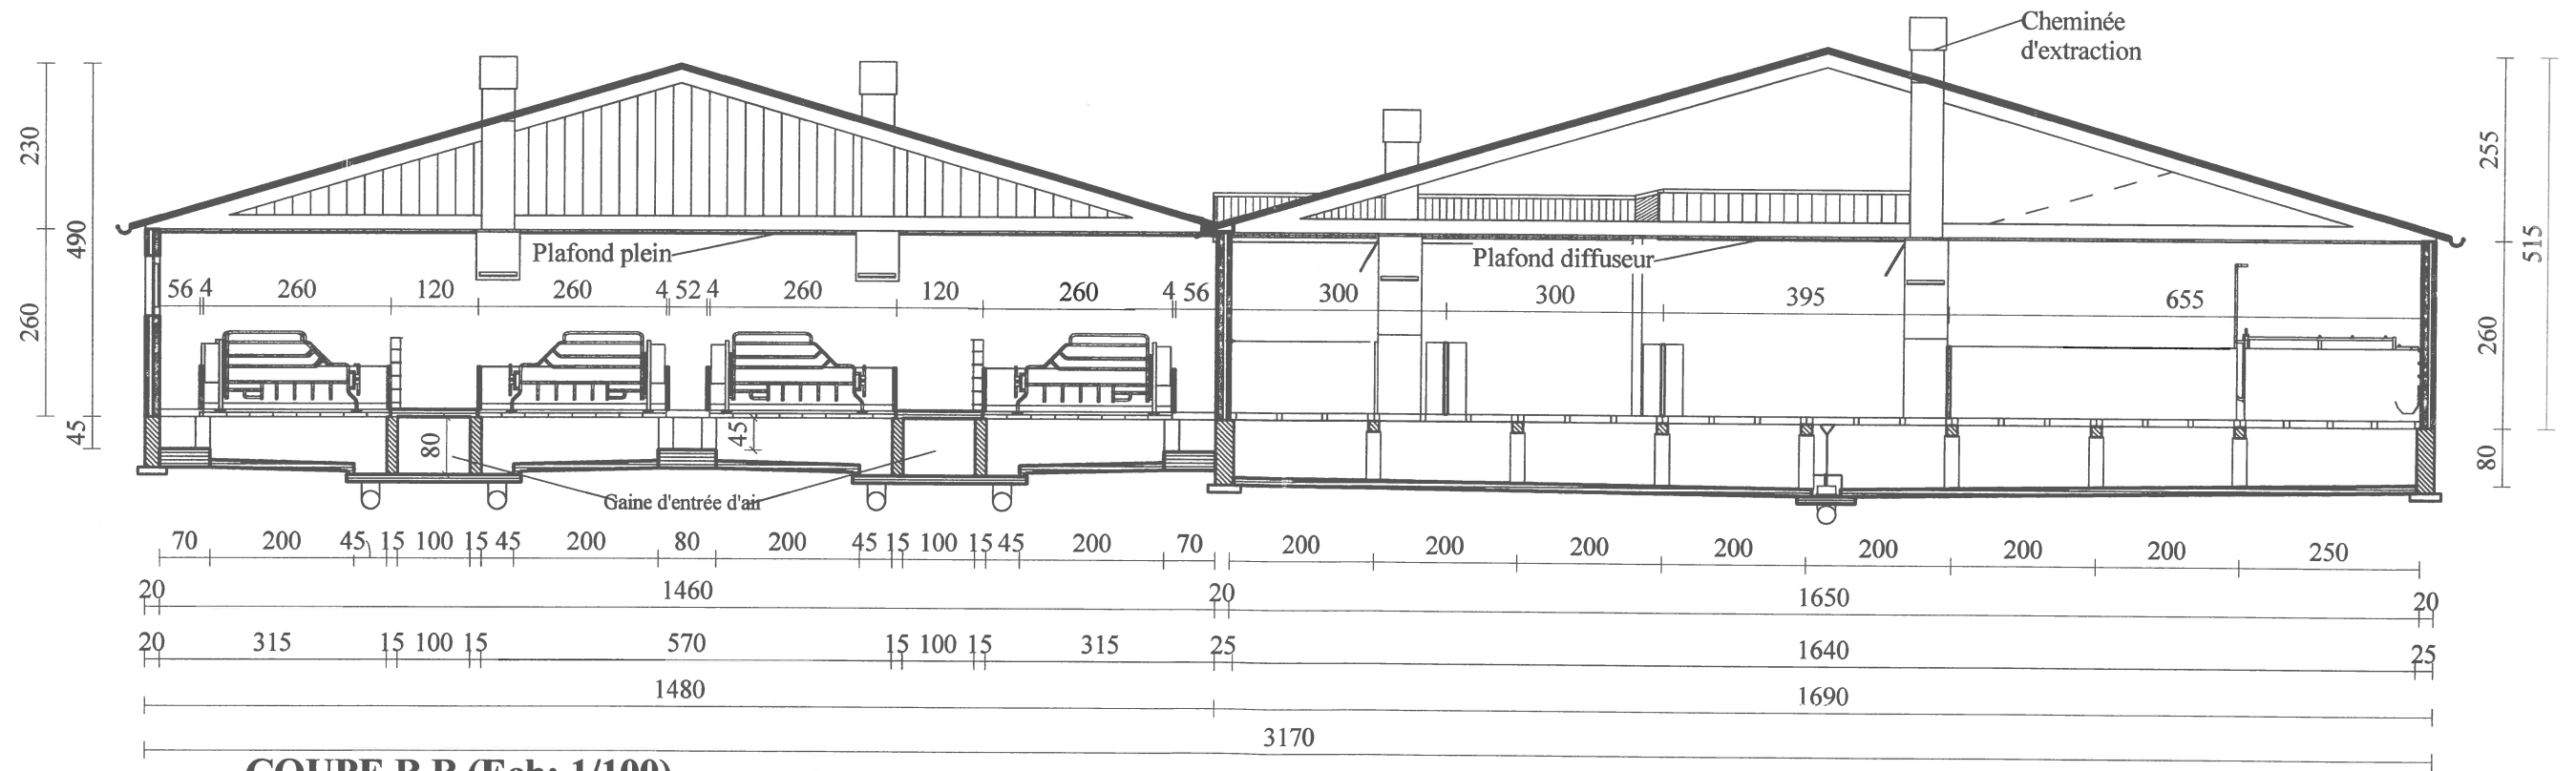 Cheminée
d'extraction
230
490
260
45
Plafond plein
Plafond diffuseur
255
515
260
80
56 4 260 120 260 4 52 4 260 120 260 4 56 300 300 395 655
80
45
Gaine d'entrée d'air
70 200 45 15 100 15 45 200 80 200 45 15 100 15 45 200 70 200 200 200 200 200 200 200 250
20 1460 20 1650 20
20 315 15 100 15 570 15 100 15 315 25 1640 25
1480 1690
3170
COUPE B B (Ech: 1/100)